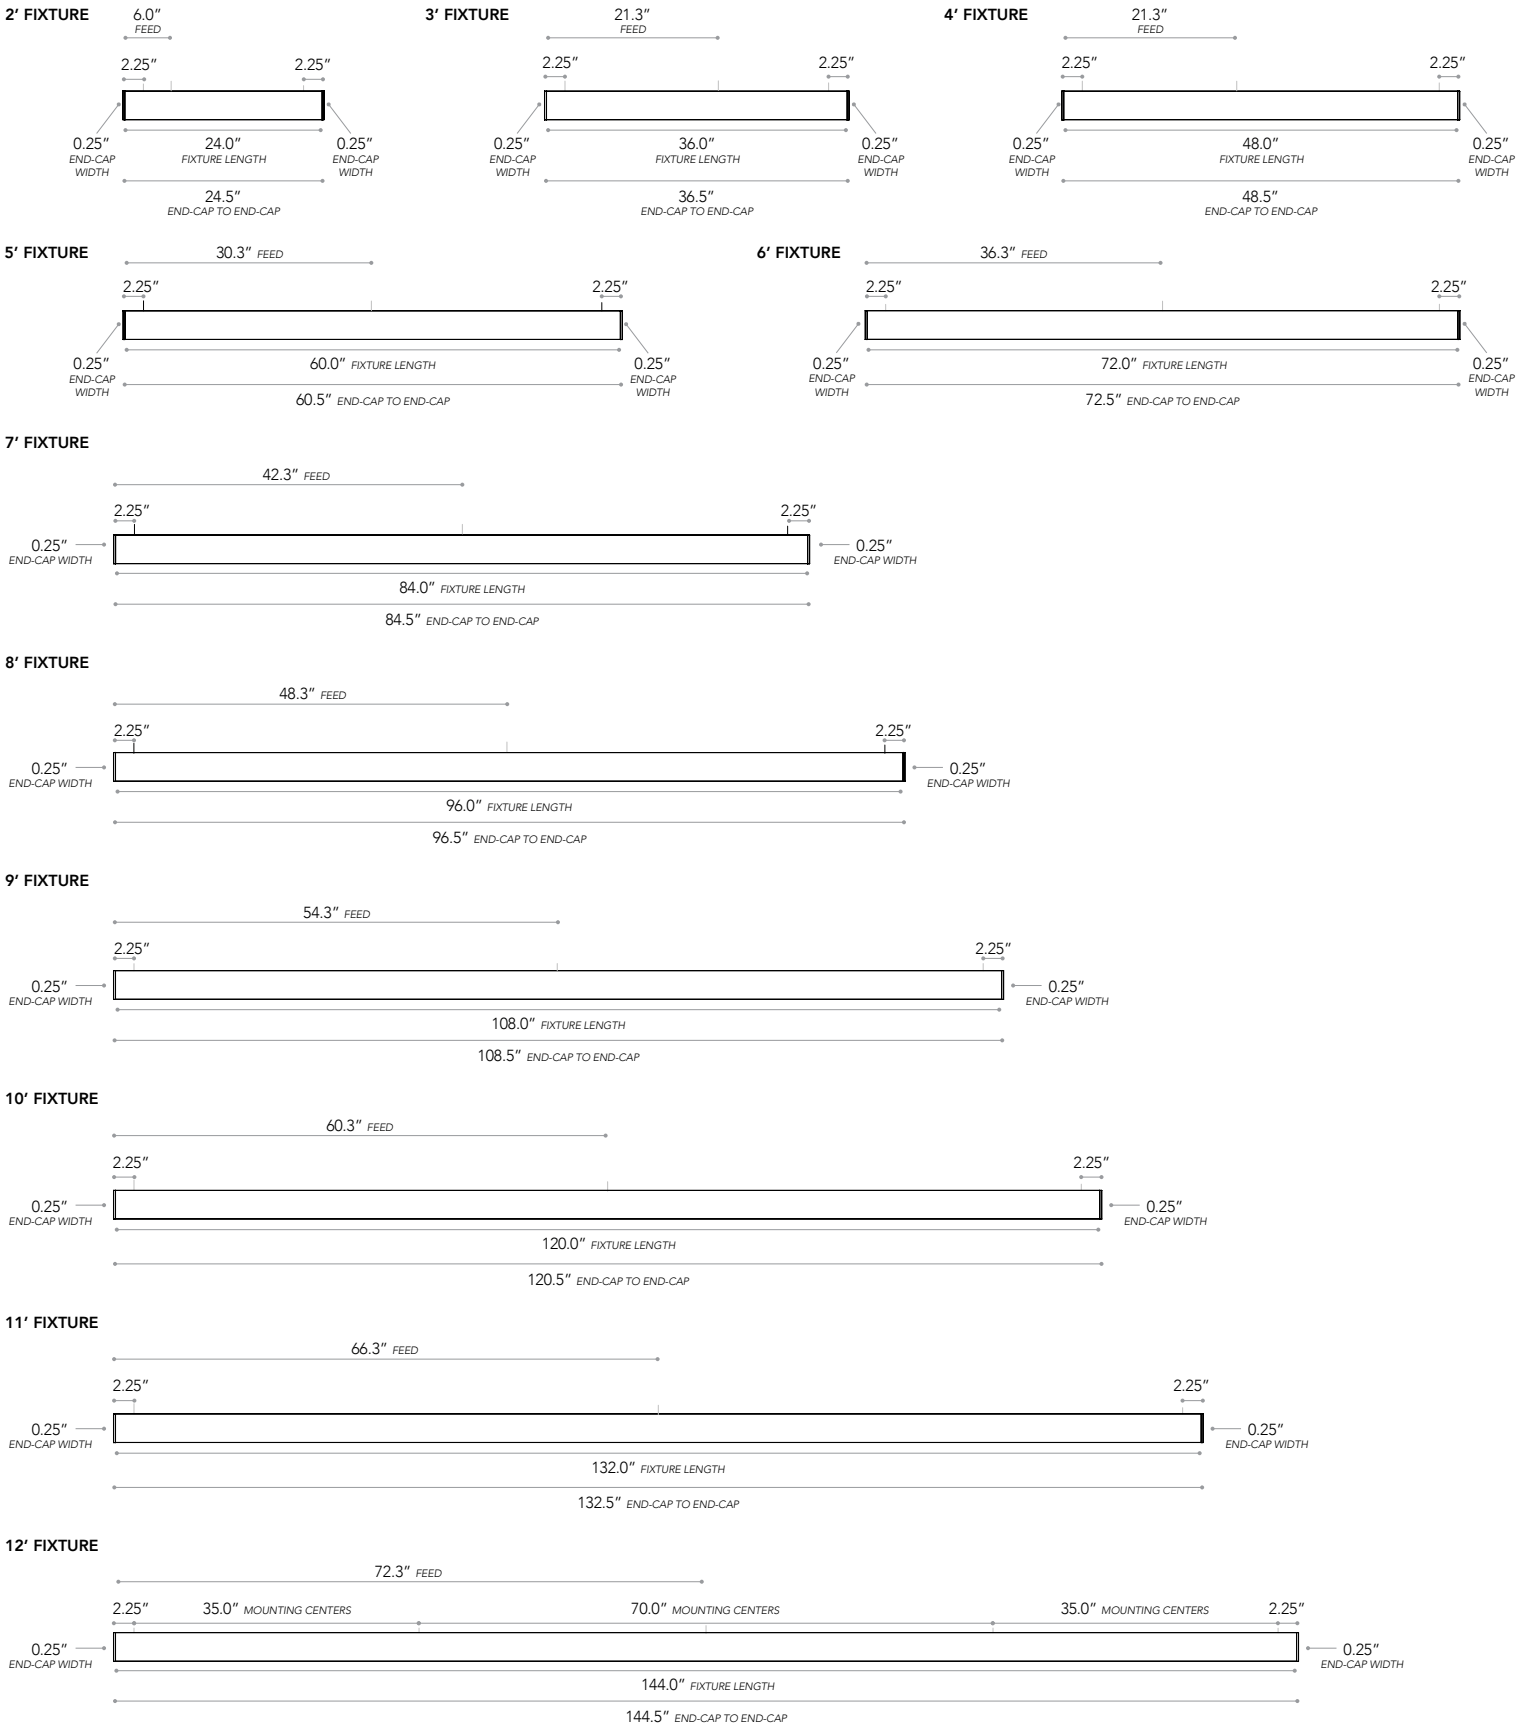 2’ FIXTURE
6.0”
FEED
2.25”
2.25”
0.25”
END-CAP
WIDTH
24.0”
FIXTURE LENGTH
0.25”
END-CAP
WIDTH
24.5”
END-CAP TO END-CAP
3’ FIXTURE
21.3”
FEED
2.25”
2.25”
0.25”
END-CAP
WIDTH
36.0”
FIXTURE LENGTH
0.25”
END-CAP
WIDTH
36.5”
END-CAP TO END-CAP
4’ FIXTURE
21.3”
FEED
2.25”
2.25”
0.25”
END-CAP
WIDTH
48.0”
FIXTURE LENGTH
0.25”
END-CAP
WIDTH
48.5”
END-CAP TO END-CAP
5’ FIXTURE
30.3” FEED
2.25”
2.25”
0.25”
END-CAP
WIDTH
60.0” FIXTURE LENGTH
0.25”
END-CAP
WIDTH
60.5” END-CAP TO END-CAP
6’ FIXTURE
36.3” FEED
2.25”
2.25”
0.25”
END-CAP
WIDTH
72.0” FIXTURE LENGTH
0.25”
END-CAP
WIDTH
72.5” END-CAP TO END-CAP
7’ FIXTURE
42.3” FEED
2.25”
2.25”
0.25”
END-CAP WIDTH
0.25”
END-CAP WIDTH
84.0” FIXTURE LENGTH
84.5” END-CAP TO END-CAP
8’ FIXTURE
48.3” FEED
2.25”
2.25”
0.25”
END-CAP WIDTH
0.25”
END-CAP WIDTH
96.0” FIXTURE LENGTH
96.5” END-CAP TO END-CAP
9’ FIXTURE
54.3” FEED
2.25”
2.25”
0.25”
END-CAP WIDTH
0.25”
END-CAP WIDTH
108.0” FIXTURE LENGTH
108.5” END-CAP TO END-CAP
10’ FIXTURE
60.3” FEED
2.25”
2.25”
0.25”
END-CAP WIDTH
0.25”
END-CAP WIDTH
120.0” FIXTURE LENGTH
120.5” END-CAP TO END-CAP
11’ FIXTURE
66.3” FEED
2.25”
2.25”
0.25”
END-CAP WIDTH
0.25”
END-CAP WIDTH
132.0” FIXTURE LENGTH
132.5” END-CAP TO END-CAP
12’ FIXTURE
72.3” FEED
2.25” 35.0” MOUNTING CENTERS 70.0” MOUNTING CENTERS 35.0” MOUNTING CENTERS 2.25”
0.25”
END-CAP WIDTH
0.25”
END-CAP WIDTH
144.0” FIXTURE LENGTH
144.5” END-CAP TO END-CAP